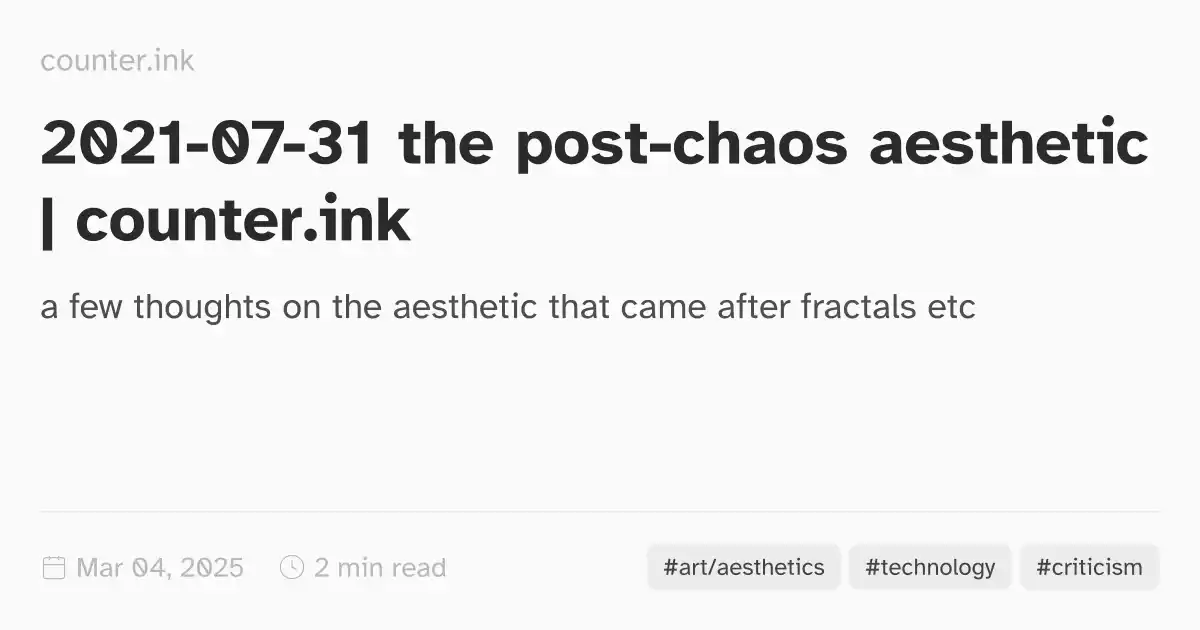 counter.ink
2021-07-31 the post-chaos aesthetic
| counter.ink
a few thoughts on the aesthetic that came after fractals etc
Mar 04, 2025 2 min read #art/aesthetics #technology #criticism